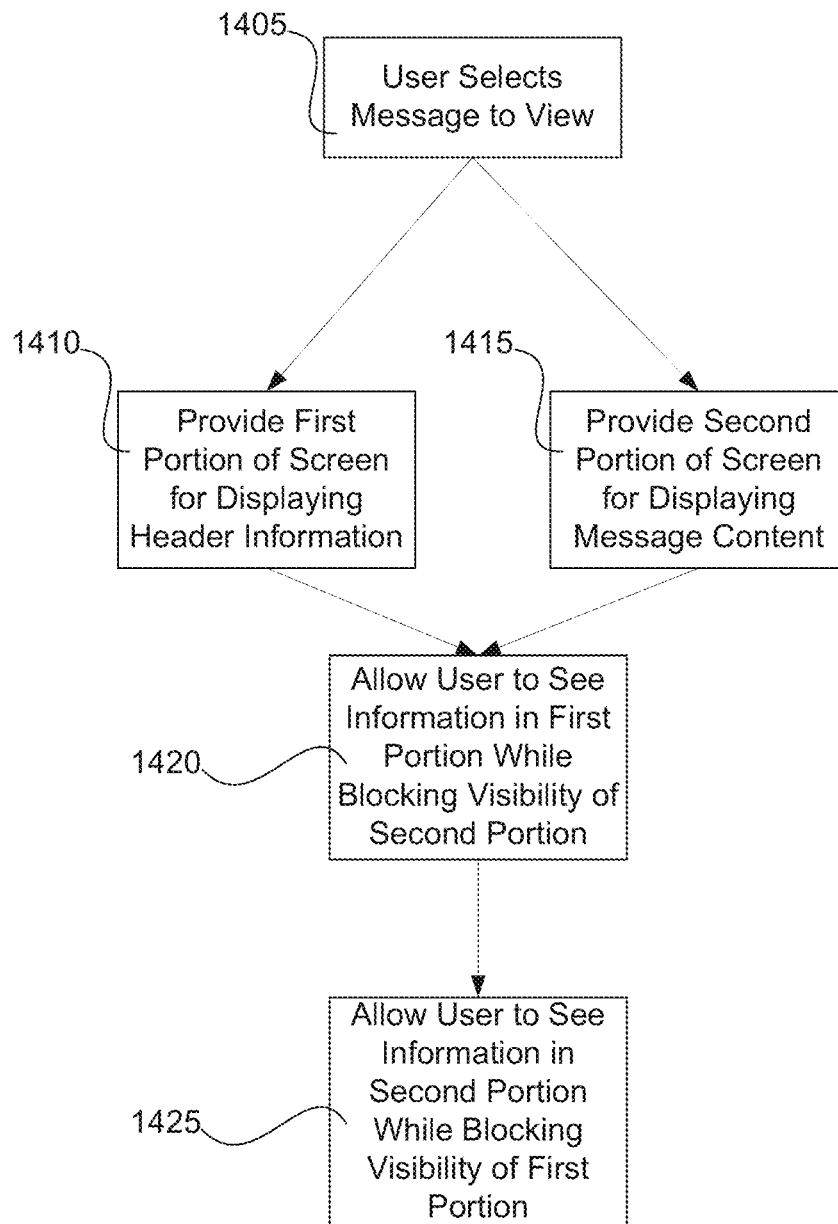 1405
User Selects
Message to View
1410
Provide First
Portion of Screen
for Displaying
Header Information
1415
Provide Second
Portion of Screen
for Displaying
Message Content
1420
Allow User to See
Information in First
Portion While
Blocking Visibility of
Second Portion
1425
Allow User to See
Information in
Second Portion
While Blocking
Visibility of First
Portion